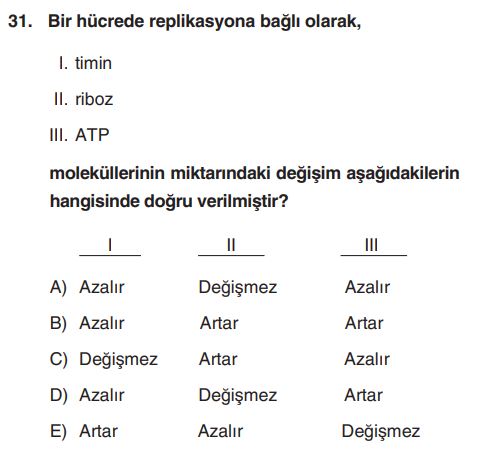 31. Bir hücrede replikasyona bağlı olarak,
I. timin
II. riboz
III. ATP
moleküllerinin miktarındaki değişim aşağıdakilerin
hangisinde doğru verilmiştir?
I II III
A) Azalır Değişmez Azalır
B) Azalır Artar Artar
C) Değişmez Artar Azalır
D) Azalır Değişmez Artar
E) Artar Azalır Değişmez